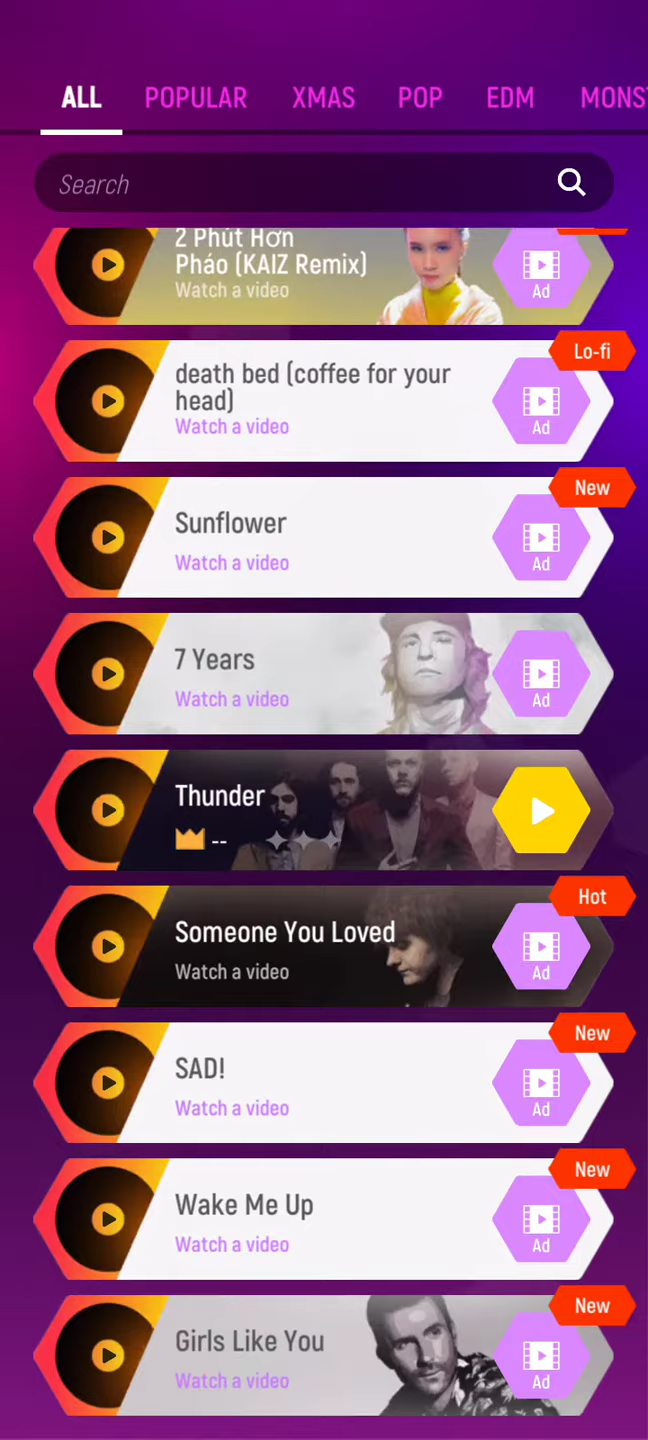 ALL POPULAR XMAS POP EDM MONS
Search
2 Phút Hơn
Pháo (KAIZ Remix)
Watch a video
Ad
Lo-fi
death bed (coffee for your
head)
Watch a video
Ad
New
Sunflower
Watch a video
Ad
7 Years
Watch a video
Ad
Thunder
--
Hot
Someone You Loved
Watch a video
Ad
New
SAD!
Watch a video
Ad
New
Wake Me Up
Watch a video
Ad
New
Girls Like You
Watch a video
Ad